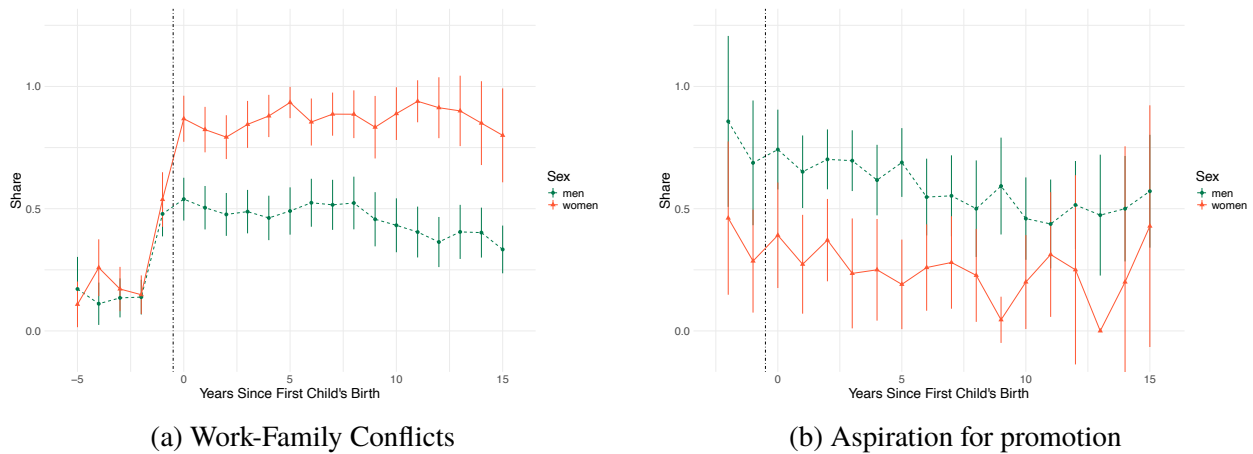 1.0
0.5
0.0
Share
−5
0
5
10
15
Years Since First Child's Birth
Sex
men
women
(a) Work-Family Conflicts
1.0
0.5
0.0
Share
0
5
10
15
Years Since First Child's Birth
Sex
men
women
(b) Aspiration for promotion